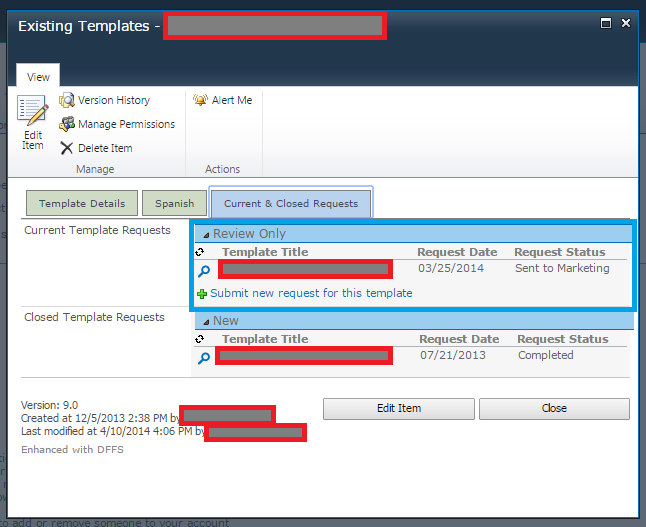 Existing Templates -
View
Edit Item
Version History
Manage Permissions
Delete Item
Manage
Alert Me
Actions
Template Details
Spanish
Current & Closed Requests
Current Template Requests
Review Only
Template Title Request Date Request Status
03/25/2014 Sent to Marketing
Submit new request for this template
Closed Template Requests
New
Template Title Request Date Request Status
07/21/2013 Completed
Version: 9.0
Created at 12/5/2013 2:38 PM by
Last modified at 4/10/2014 4:06 PM by
Edit Item
Close
Enhanced with DFFS
to add or remove someone to your account